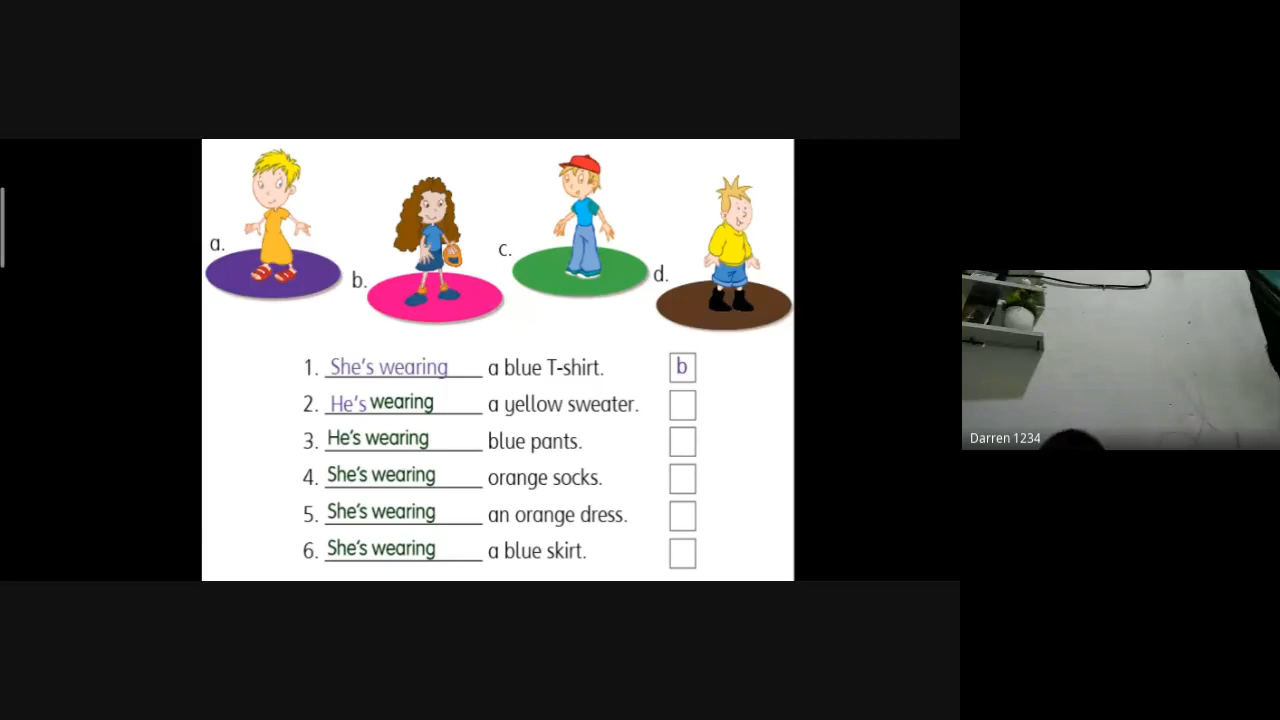 a.
b.
c.
d.
1. She's wearing a blue T-shirt. b
2. He's wearing a yellow sweater.
3. He's wearing blue pants.
4. She's wearing orange socks.
5. She's wearing an orange dress.
6. She's wearing a blue skirt.
Darren 1234